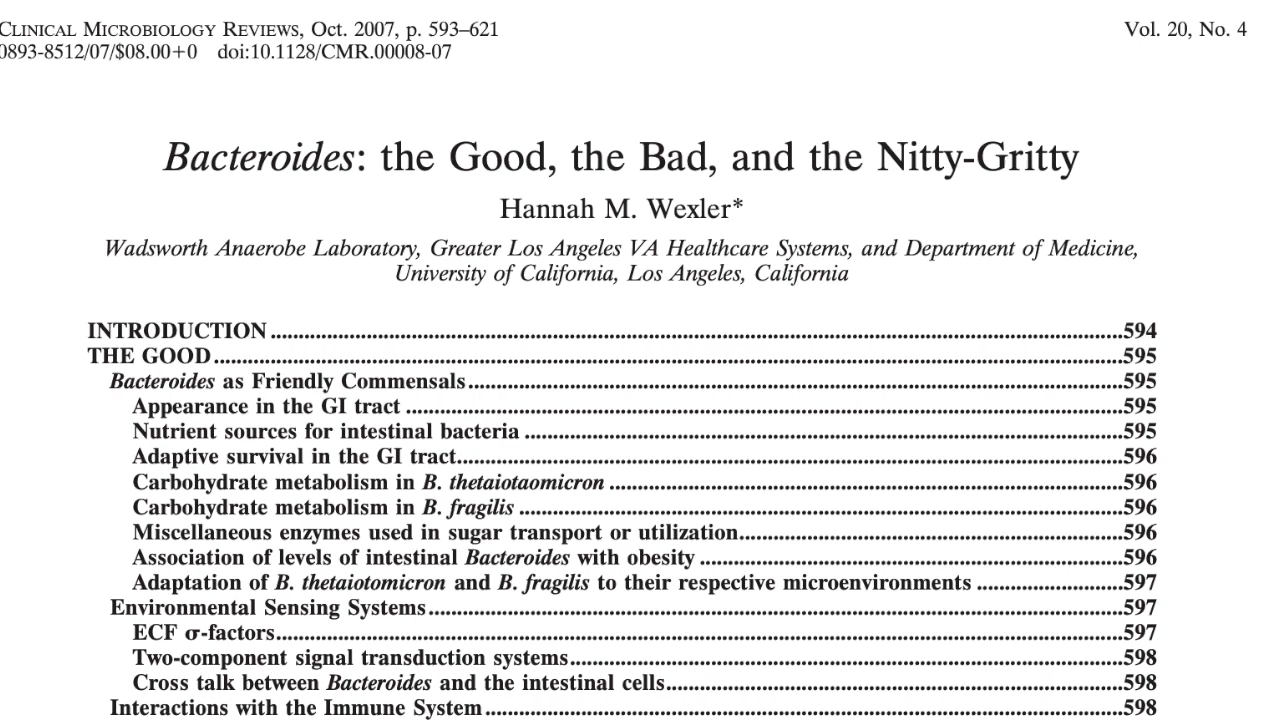 CLINICAL MICROBIOLOGY REVIEWS, Oct. 2007, p. 593–621 Vol. 20, No. 4
0893-8512/07/$08.00+0 doi:10.1128/CMR.00008-07
Bacteroides: the Good, the Bad, and the Nitty-Gritty
Hannah M. Wexler*
Wadsworth Anaerobe Laboratory, Greater Los Angeles VA Healthcare Systems, and Department of Medicine,
University of California, Los Angeles, California
INTRODUCTION ........594
THE GOOD........595
Bacteroides as Friendly Commensals........595
Appearance in the GI tract ........595
Nutrient sources for intestinal bacteria ........595
Adaptive survival in the GI tract........596
Carbohydrate metabolism in B. thetaiotaomicron ........596
Carbohydrate metabolism in B. fragilis ........596
Miscellaneous enzymes used in sugar transport or utilization........596
Association of levels of intestinal Bacteroides with obesity ........596
Adaptation of B. thetaiotomicron and B. fragilis to their respective microenvironments ........597
Environmental Sensing Systems........597
ECF σ-factors........597
Two-component signal transduction systems........598
Cross talk between Bacteroides and the intestinal cells........598
Interactions with the Immune System........598